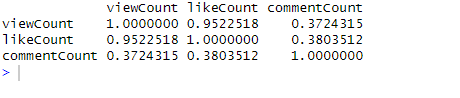 viewCount likeCount commentCount
viewCount 1.0000000 0.9522518 0.3724315
likeCount 0.9522518 1.0000000 0.3803512
commentCount 0.3724315 0.3803512 1.0000000
>